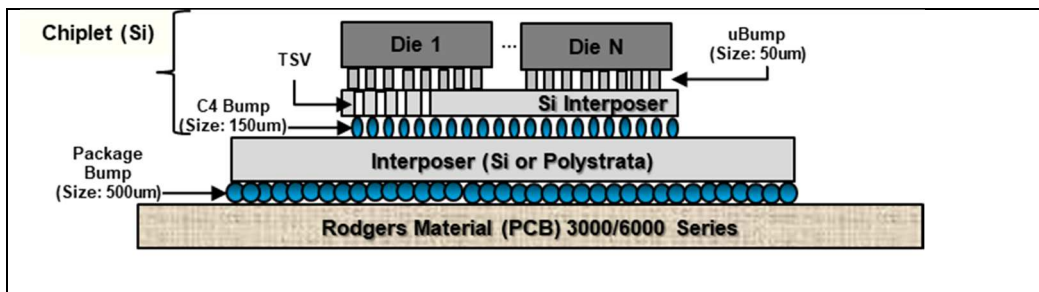 Chiplet (Si)
Die 1
...
Die N
uBump
(Size: 50um)
TSV
Si Interposer
C4 Bump
(Size: 150um)
Package
Bump
(Size: 500um)
Interposer (Si or Polystrata)
Rodgers Material (PCB) 3000/6000 Series